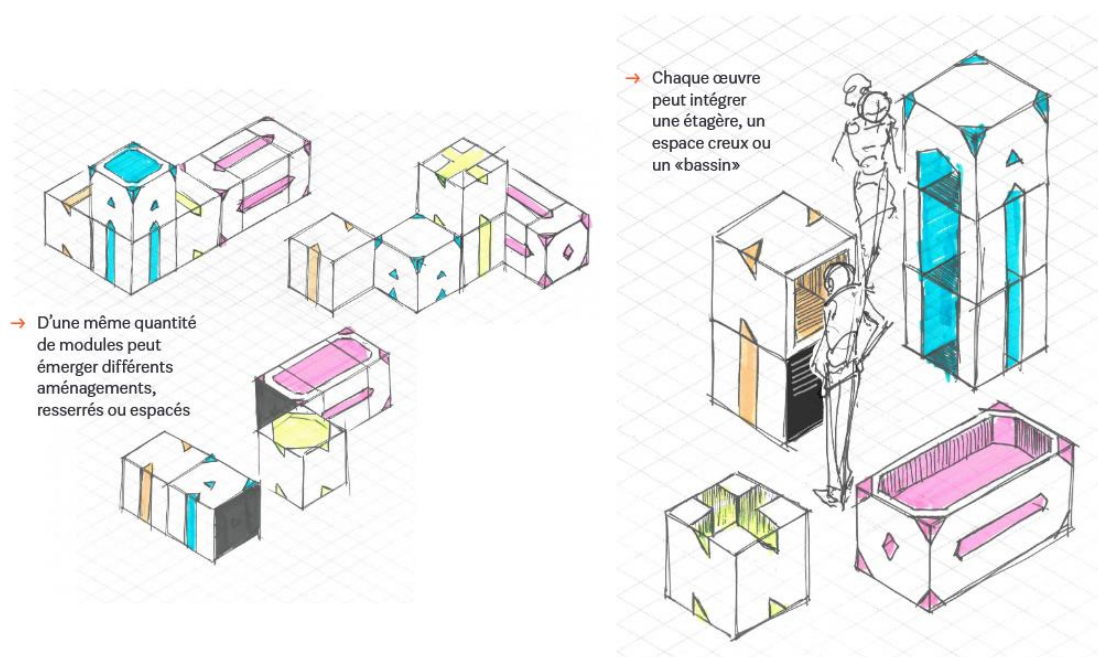 → D’une même quantité
de modules peut
émerger différents
aménagements,
resserrés ou espacés
→ Chaque œuvre
peut intégrer
une étagère, un
espace creux ou
un «bassin»